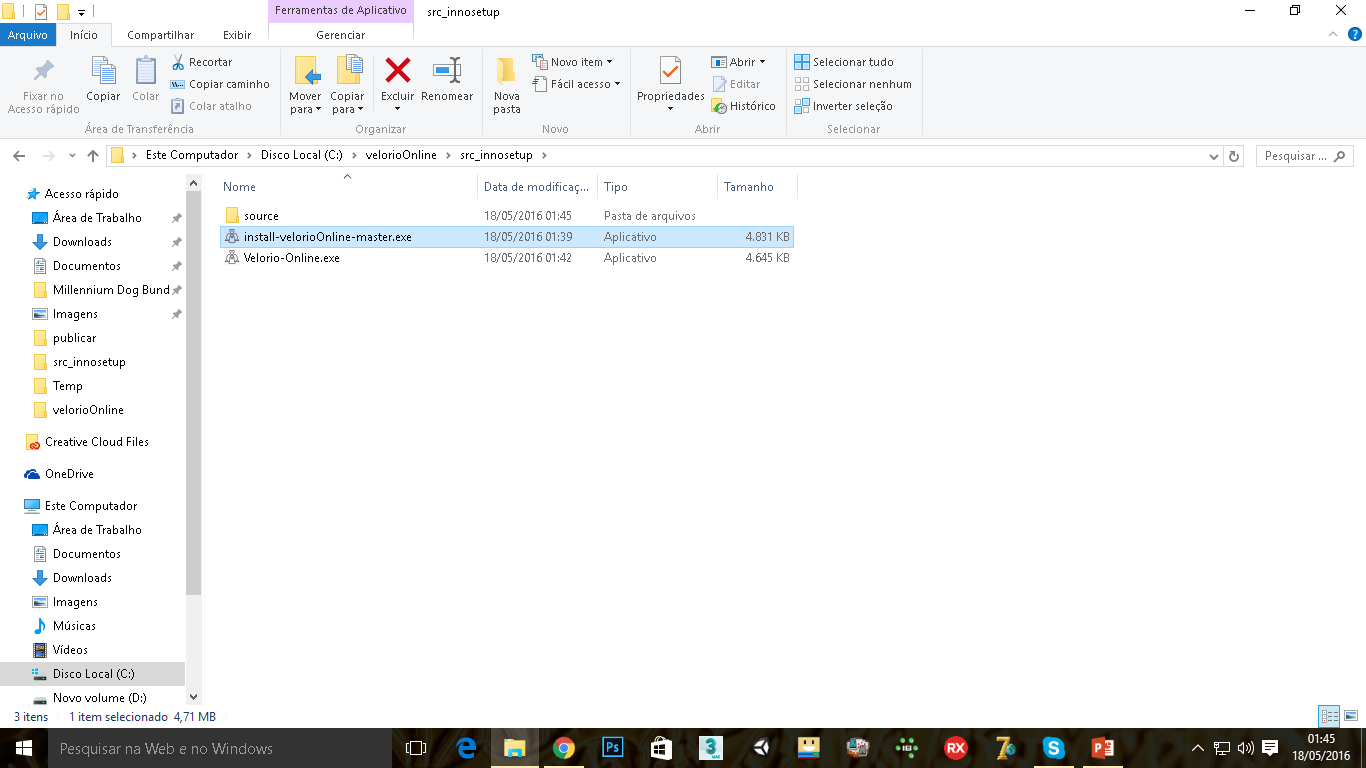 Ferramentas de Aplicativo src_innosetup
Arquivo Início Compartilhar Exibir Gerenciar
Fixar no Acesso rápido
Copiar
Colar
Recortar
Copiar caminho
Colar atalho
Mover para
Copiar para
Excluir
Renomear
Nova pasta
Novo item
Fácil acesso
Propriedades
Abrir
Editar
Histórico
Selecionar tudo
Selecionar nenhum
Inverter seleção
Área de Transferência Organizar Novo Abrir Selecionar
Este Computador Disco Local (C:) velorioOnline src_innosetup Pesquisar ...
Nome Data de modificaç... Tipo Tamanho
source 18/05/2016 01:45 Pasta de arquivos
install-velorioOnline-master.exe 18/05/2016 01:39 Aplicativo 4.831 KB
Velorio-Online.exe 18/05/2016 01:42 Aplicativo 4.645 KB
Acesso rápido
Área de Trabalho
Downloads
Documentos
Millennium Dog Bund
Imagens
publicar
src_innosetup
Temp
velorioOnline
Creative Cloud Files
OneDrive
Este Computador
Área de Trabalho
Documentos
Downloads
Imagens
Músicas
Vídeos
Disco Local (C:)
Novo volume (D:)
3 itens 1 item selecionado 4,71 MB
Pesquisar na Web e no Windows
Ps
3
RX
7
S
P
01:45
18/05/2016